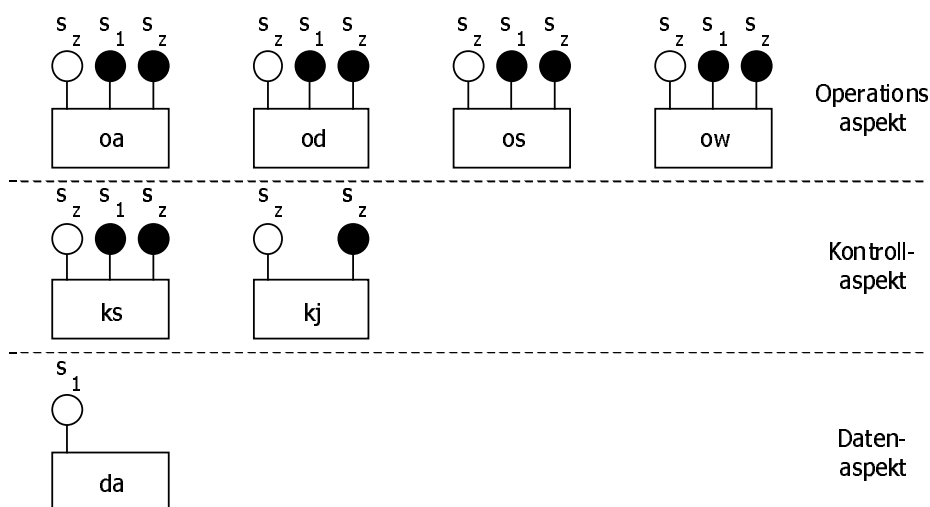 s z s 1 s z s z s 1 s z s z s 1 s z s z s 1 s z
Operations
aspekt
oa od os ow
s z s 1 s z s z s z
Kontroll-
aspekt
ks kj
s 1
Daten-
aspekt
da